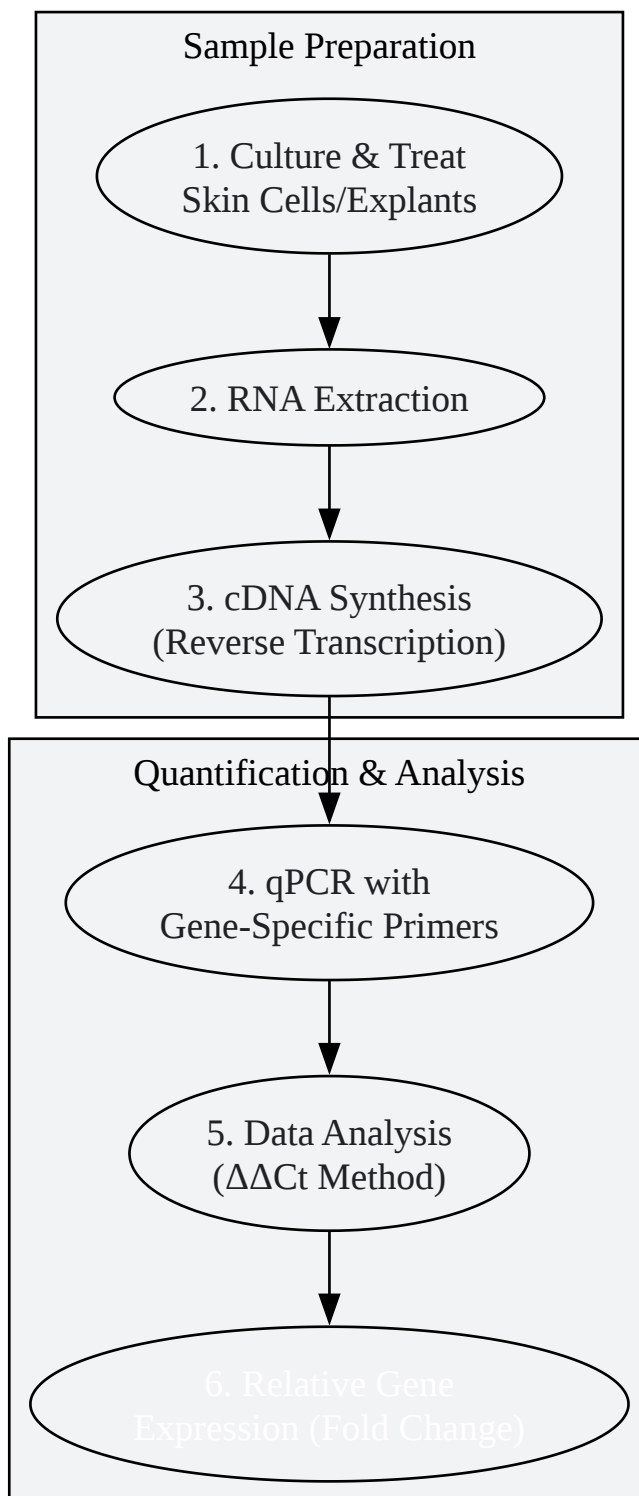 Sample Preparation
1. Culture & Treat
Skin Cells/Explants
2. RNA Extraction
3. cDNA Synthesis
(Reverse Transcription)
Quantification & Analysis
4. qPCR with
Gene-Specific Primers
5. Data Analysis
(ΔΔCt Method)
6. Relative Gene
Expression (Fold Change)